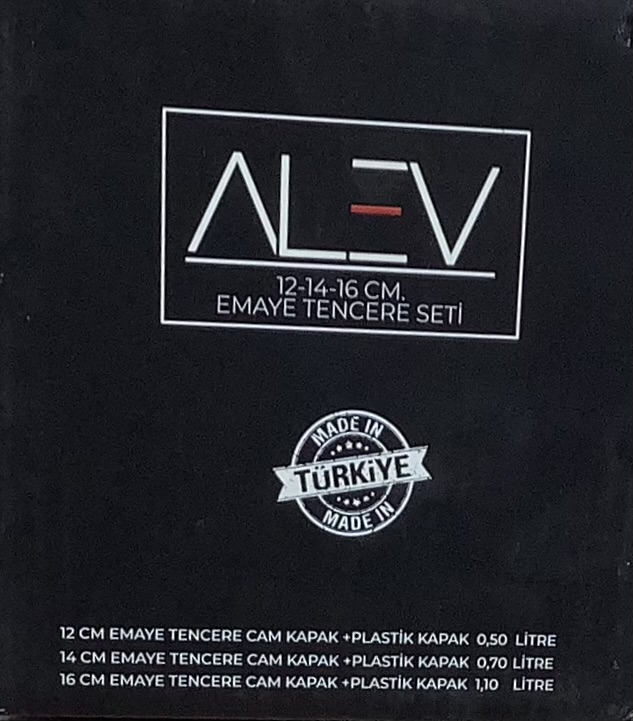 ALEV
12-14-16 CM.
EMAYE TENCERE SETİ
MADE IN
TÜRKiYE
MADE IN
12 CM EMAYE TENCERE CAM KAPAK +PLASTİK KAPAK 0,50 LİTRE
14 CM EMAYE TENCERE CAM KAPAK +PLASTİK KAPAK 0,70 LİTRE
16 CM EMAYE TENCERE CAM KAPAK +PLASTİK KAPAK 1,10 LİTRE